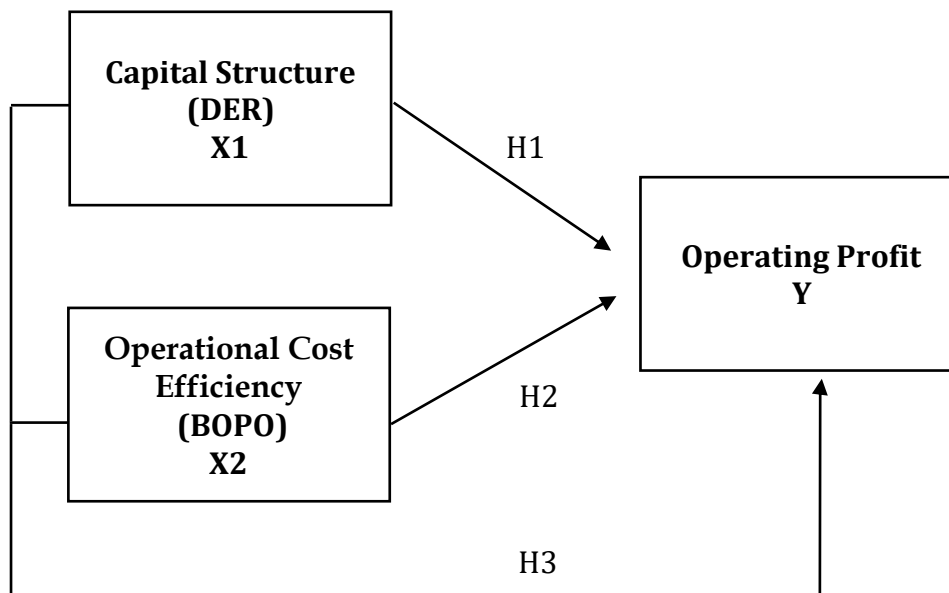 Capital Structure
(DER)
X1
H1
Operating Profit
Y
Operational Cost
Efficiency
(BOPO)
X2
H2
H3